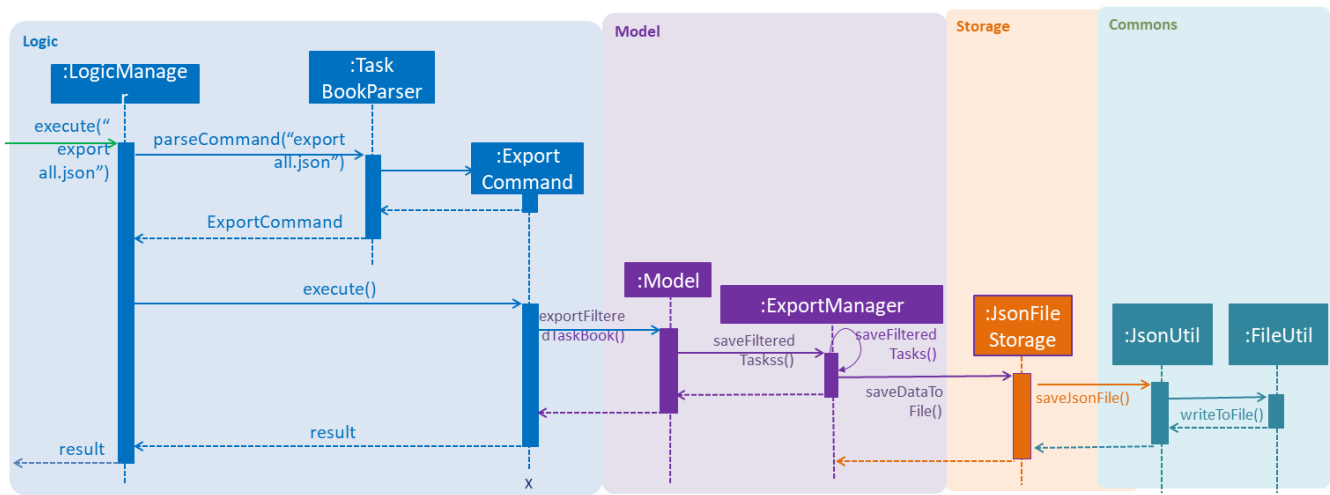 Logic
Model
Storage
Commons
:LogicManage
r
:Task
BookParser
execute(“
export
all.json”)
parseCommand(“export
all.json”)
:Export
Command
ExportCommand
execute()
:Model
:ExportManager
:JsonFile
Storage
:JsonUtil
:FileUtil
exportFiltere
dTaskBook()
saveFiltered
Taskss()
saveFiltered
Tasks()
saveDataTo
File()
saveJsonFile()
writeToFile()
result
result
X